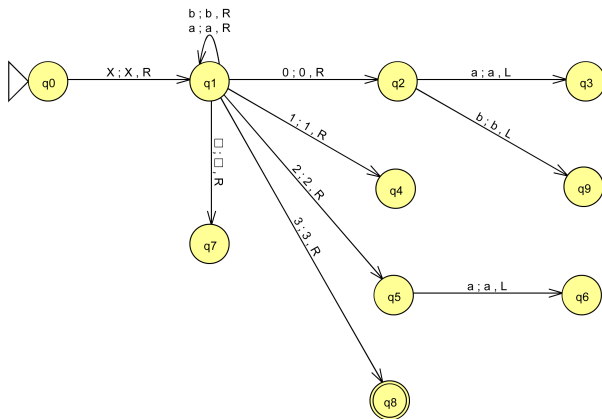 b ; b , R
a ; a , R
q0
X ; X , R
q1
0 ; 0 , R
q2
a ; a , L
q3
1 ; 1 , R
b ; b , L
q4
q9
□ ; □ , R
2 ; 2 , R
3 ; 3 , R
q7
q5
a ; a , L
q6
q8